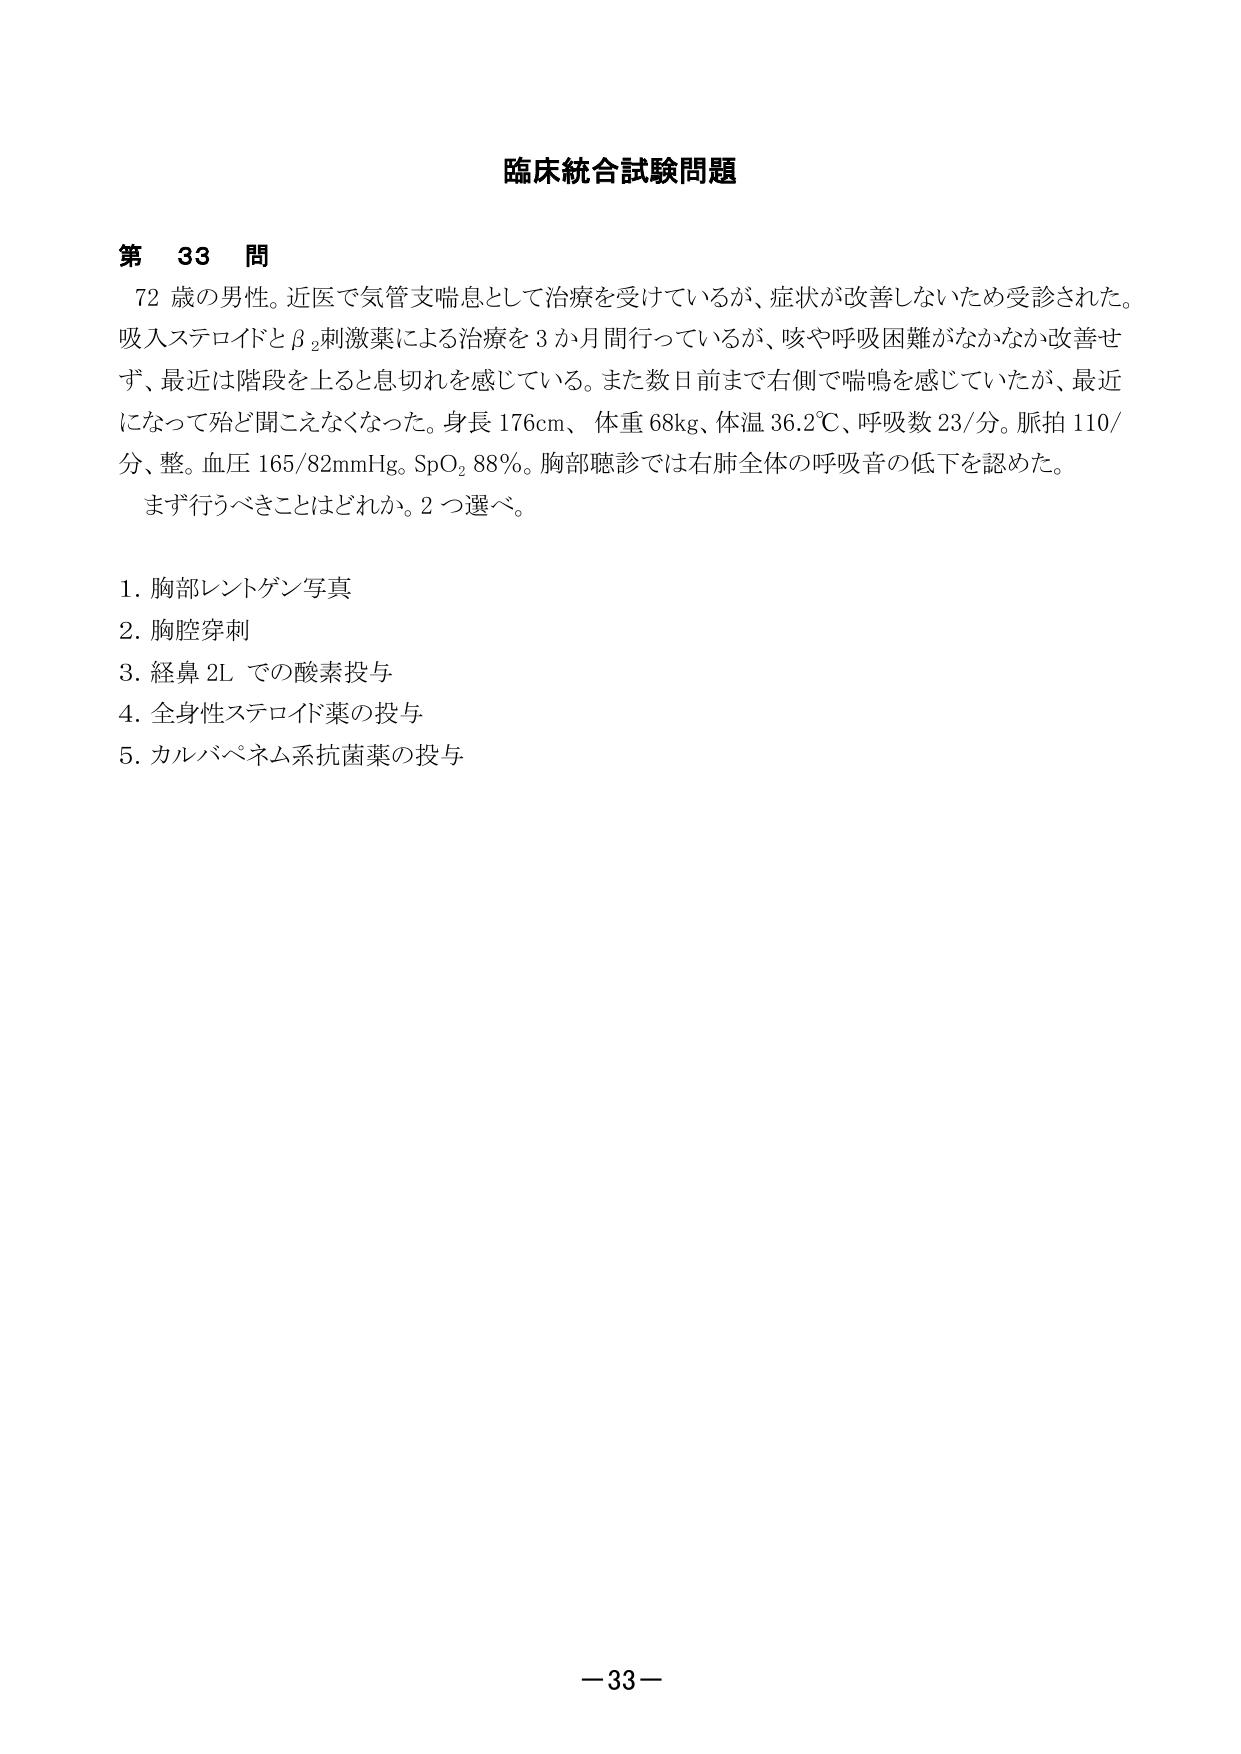 臨床統合試験問題
第 33 問
72 歳の男性。近医で気管支喘息として治療を受けているが、症状が改善しないため受診された。
吸入ステロイドとβ₂刺激薬による治療を 3 か月間行っているが、咳や呼吸困難がなかなか改善せ
ず、最近は階段を上ると息切れを感じている。また数日前まで右側で喘鳴を感じていたが、最近
になって殆ど聞こえなくなった。身長 176cm、 体重 68kg、体温 36.2℃、呼吸数 23/分。脈拍 110/
分、整。血圧 165/82mmHg。SpO₂ 88%。胸部聴診では右肺全体の呼吸音の低下を認めた。
まず行うべきことはどれか。2 つ選べ。
1. 胸部レントゲン写真
2. 胸腔穿刺
3. 経鼻 2L での酸素投与
4. 全身性ステロイド薬の投与
5. カルバペネム系抗菌薬の投与
－33－